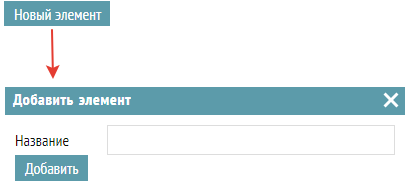 Новый элемент
Добавить элемент
Название
Добавить